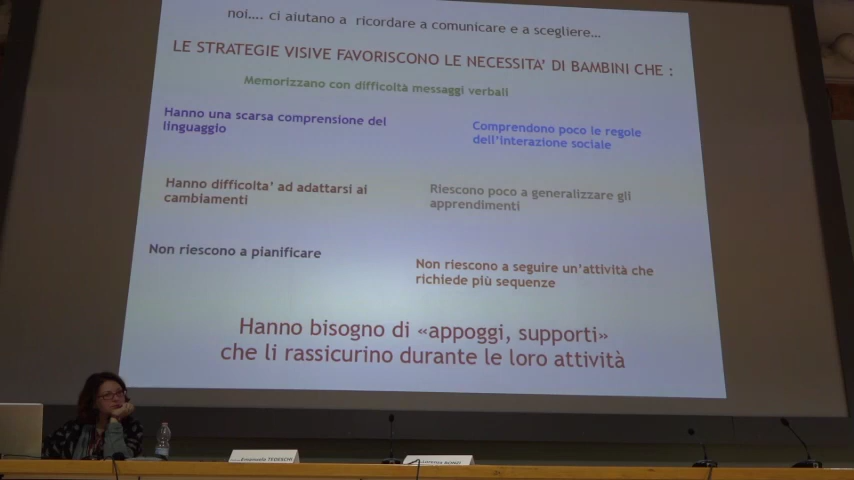 noi.... ci aiutano a ricordare a comunicare e a scegliere...
LE STRATEGIE VISIVE FAVORISCONO LE NECESSITA' DI BAMBINI CHE :
Memorizzano con difficoltà messaggi verbali
Hanno una scarsa comprensione del
linguaggio
Comprendono poco le regole
dell'interazione sociale
Hanno difficolta' ad adattarsi ai
cambiamenti
Riescono poco a generalizzare gli
apprendimenti
Non riescono a pianificare
Non riescono a seguire un'attività che
richiede più sequenze
Hanno bisogno di «appoggi, supporti»
che li rassicurino durante le loro attività
TEDESCHI